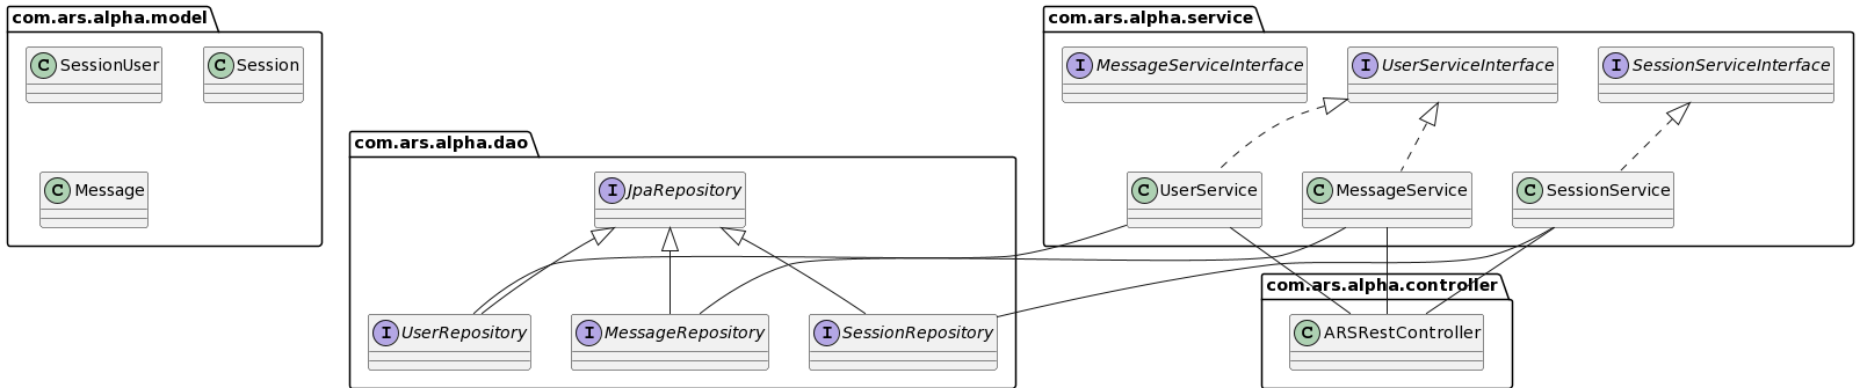 com.ars.alpha.model
C SessionUser
C Session
C Message
com.ars.alpha.dao
I JpaRepository
I UserRepository
I MessageRepository
I SessionRepository
com.ars.alpha.service
I MessageServiceInterface
I UserServiceInterface
I SessionServiceInterface
C UserService
C MessageService
C SessionService
com.ars.alpha.controller
C ARSRestController